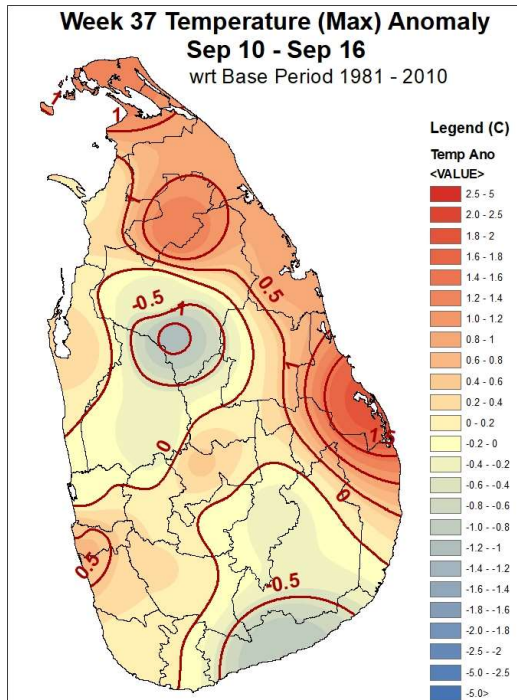 Week 37 Temperature (Max) Anomaly
Sep 10 - Sep 16
wrt Base Period 1981 - 2010
1
1
1
-0.5
0.5
-1
1
1.5
0
0
0.5
-0.5
Legend (C)
Temp Ano
<VALUE>
2.5 - 5
2.0 - 2.5
1.8 - 2
1.6 - 1.8
1.4 - 1.6
1.2 - 1.4
1.0 - 1.2
0.8 - 1
0.6 - 0.8
0.4 - 0.6
0.2 - 0.4
0 - 0.2
-0.2 - 0
-0.4 - -0.2
-0.6 - -0.4
-0.8 - -0.6
-1.0 - -0.8
-1.2 - -1
-1.4 - -1.2
-1.6 - -1.4
-1.8 - -1.6
-2.0 - -1.8
-2.5 - -2
-5.0 - -2.5
-5.0>